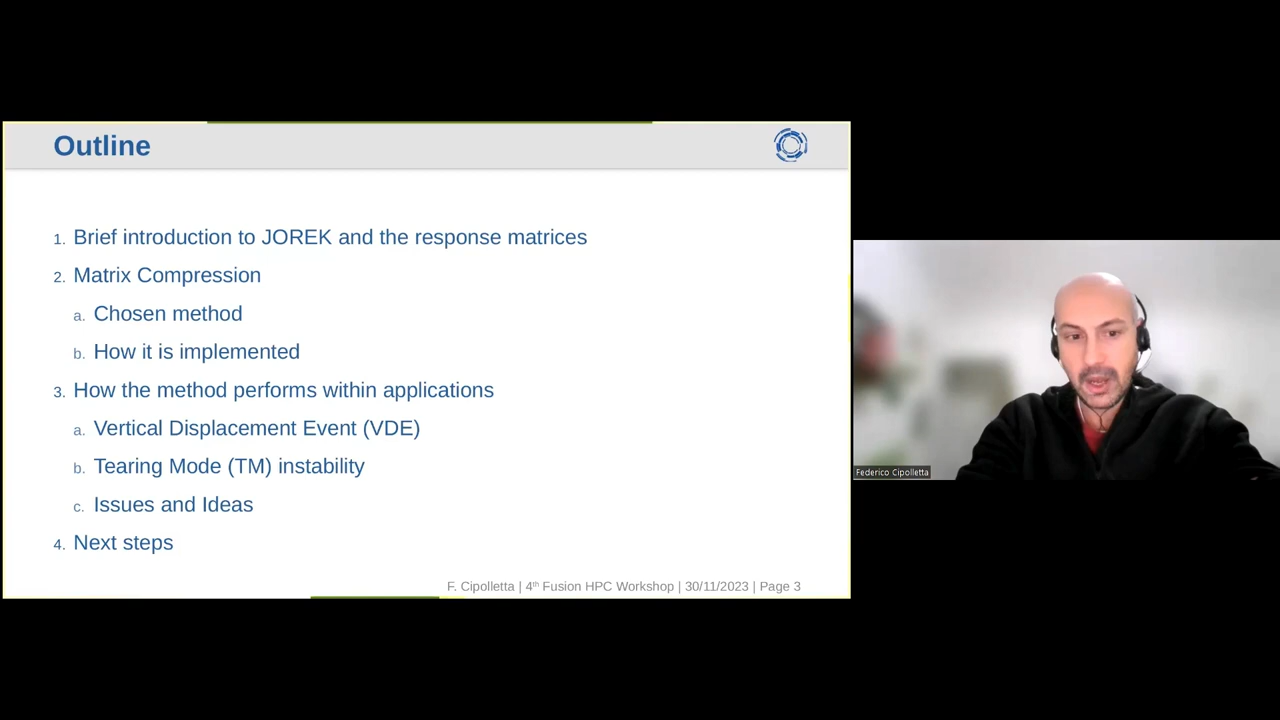 Outline
1. Brief introduction to JOREK and the response matrices
2. Matrix Compression
a. Chosen method
b. How it is implemented
3. How the method performs within applications
a. Vertical Displacement Event (VDE)
b. Tearing Mode (TM) instability
c. Issues and Ideas
4. Next steps
F. Cipolletta | 4th Fusion HPC Workshop | 30/11/2023 | Page 3
Federico Cipolletta